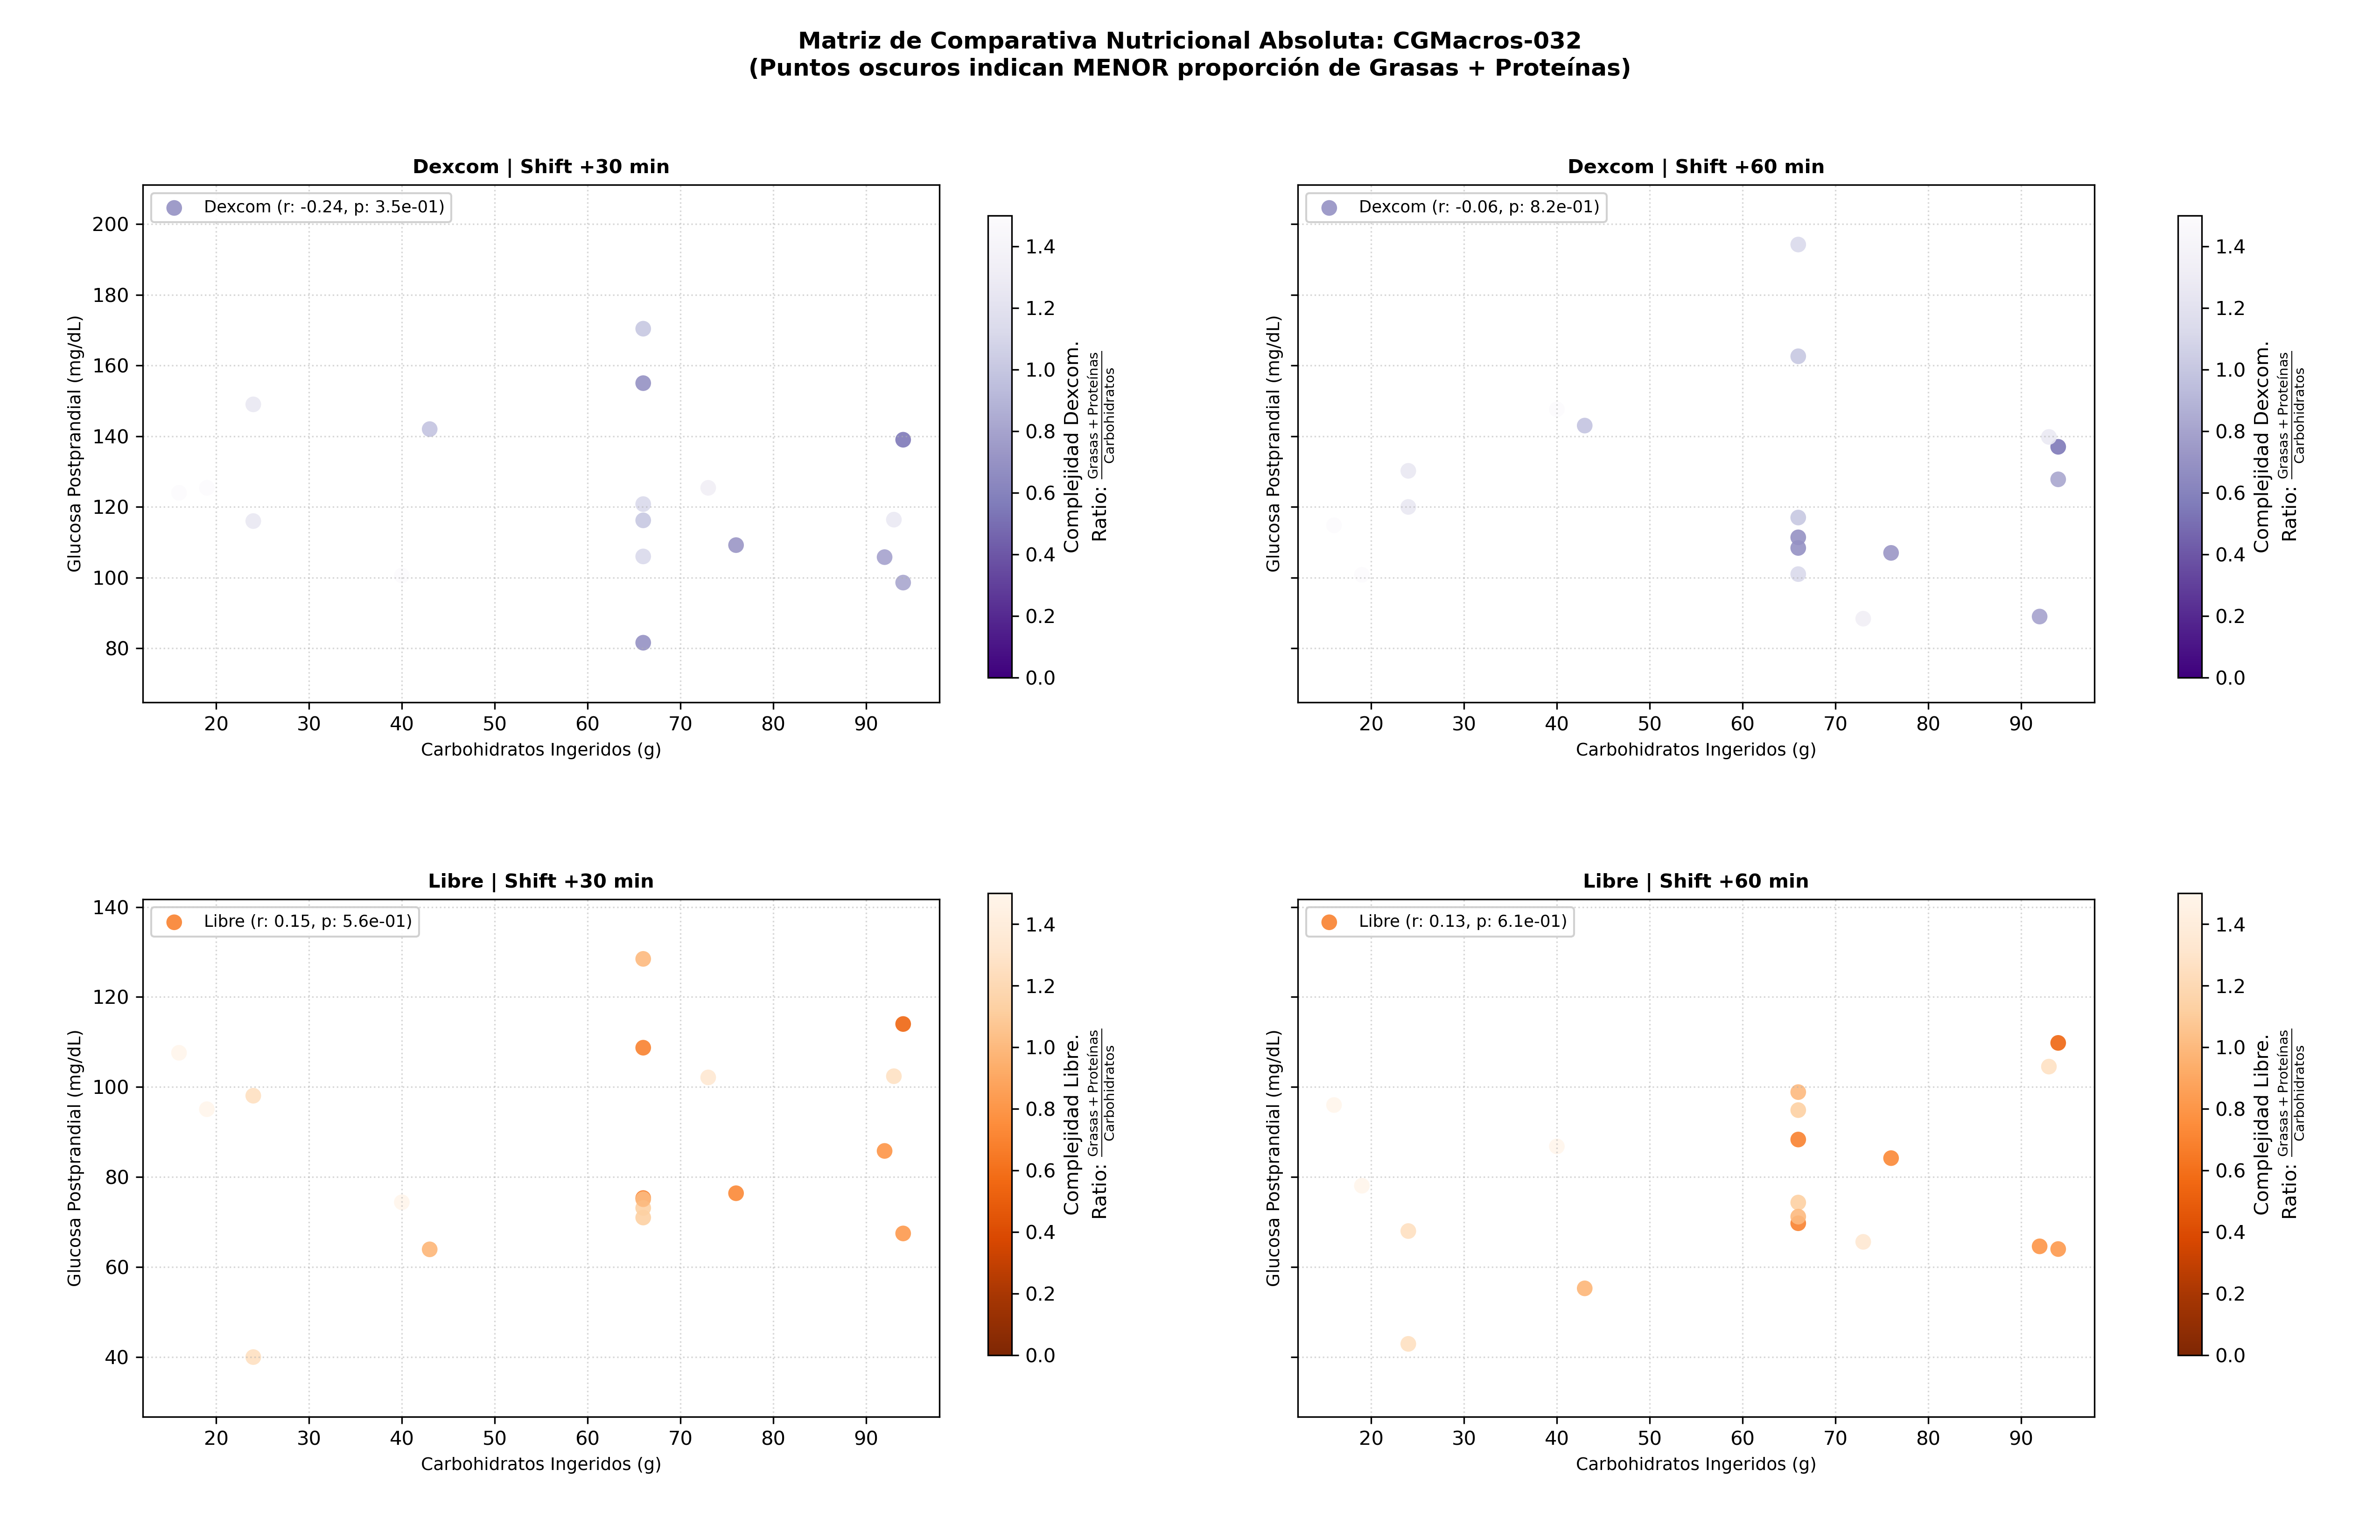 Matriz de Comparativa Nutricional Absoluta: CGMacros-032
(Puntos oscuros indican MENOR proporción de Grasas + Proteínas)
Dexcom | Shift +30 min
Dexcom (r: -0.24, p: 3.5e-01)
200
180
160
140
120
100
80
Glucosa Postprandial (mg/dL)
20 30 40 50 60 70 80 90
Carbohidratos Ingeridos (g)
1.4
1.2
1.0
0.8
0.6
0.4
0.2
0.0
Complejidad Dexcom.
Ratio: Grasas + Proteínas
Carbohidratos
Dexcom | Shift +60 min
Dexcom (r: -0.06, p: 8.2e-01)
Glucosa Postprandial (mg/dL)
20 30 40 50 60 70 80 90
Carbohidratos Ingeridos (g)
1.4
1.2
1.0
0.8
0.6
0.4
0.2
0.0
Complejidad Dexcom.
Ratio: Grasas + Proteínas
Carbohidratos
Libre | Shift +30 min
Libre (r: 0.15, p: 5.6e-01)
140
120
100
80
60
40
Glucosa Postprandial (mg/dL)
20 30 40 50 60 70 80 90
Carbohidratos Ingeridos (g)
1.4
1.2
1.0
0.8
0.6
0.4
0.2
0.0
Complejidad Libre.
Ratio: Grasas + Proteínas
Carbohidratos
Libre | Shift +60 min
Libre (r: 0.13, p: 6.1e-01)
Glucosa Postprandial (mg/dL)
20 30 40 50 60 70 80 90
Carbohidratos Ingeridos (g)
1.4
1.2
1.0
0.8
0.6
0.4
0.2
0.0
Complejidad Libre.
Ratio: Grasas + Proteínas
Carbohidratos